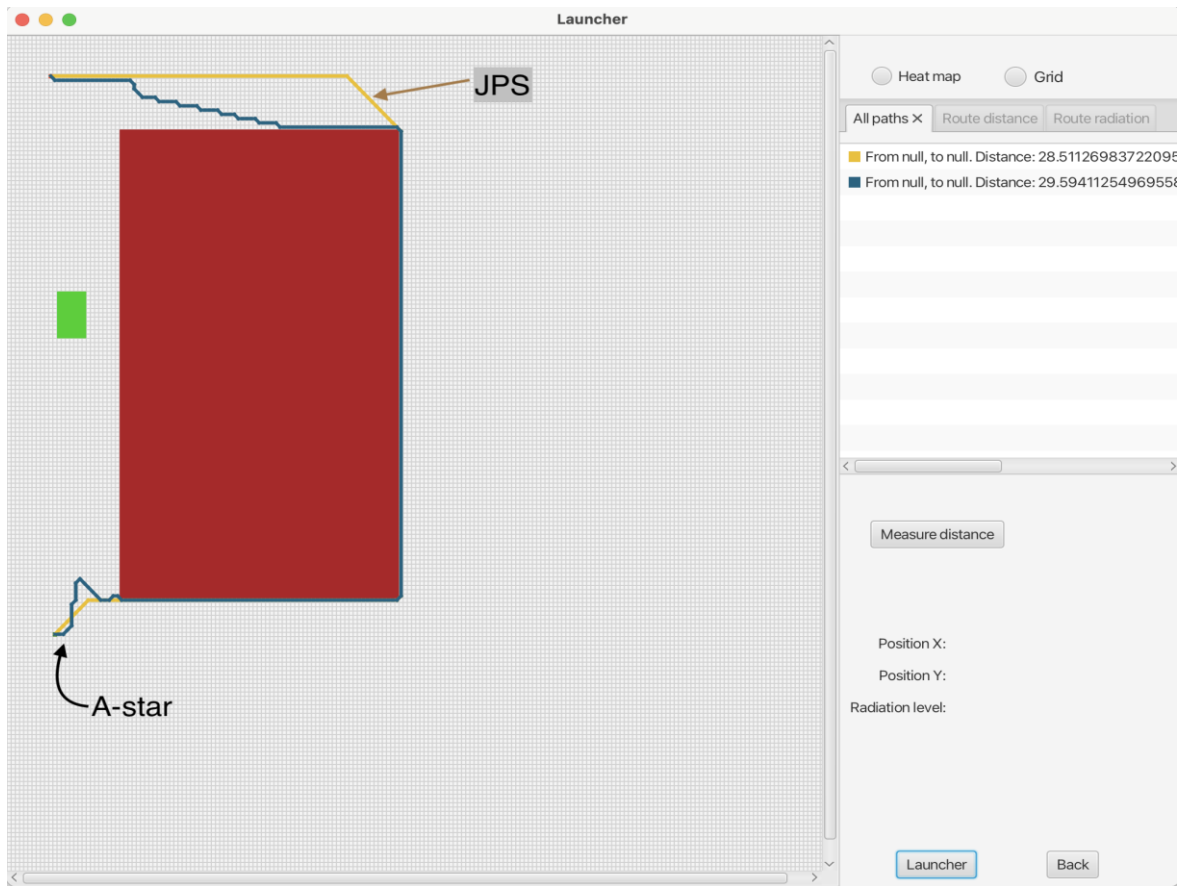 Launcher
JPS
A-star
Heat map
Grid
All paths ✕
Route distance
Route radiation
From null, to null. Distance: 28.51126983722095
From null, to null. Distance: 29.59411254969558
Measure distance
Position X:
Position Y:
Radiation level:
Launcher
Back